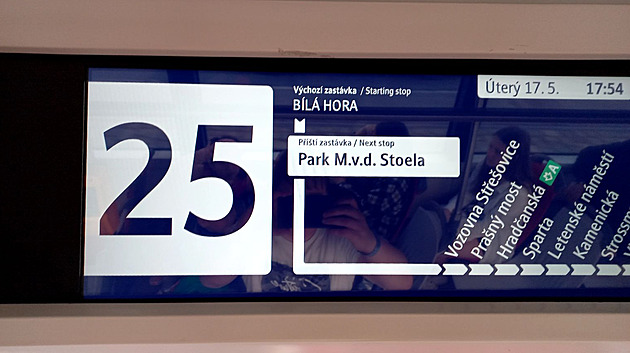 25
Výchozí zastávka / Starting stop
BÍLÁ HORA
Úterý 17. 5. 17:54
Příští zastávka / Next stop
Park M.v.d. Stoela
Vozovna Střešovice
Prašný most
Hradčanská A
Sparta
Letenské náměstí
Kamenická